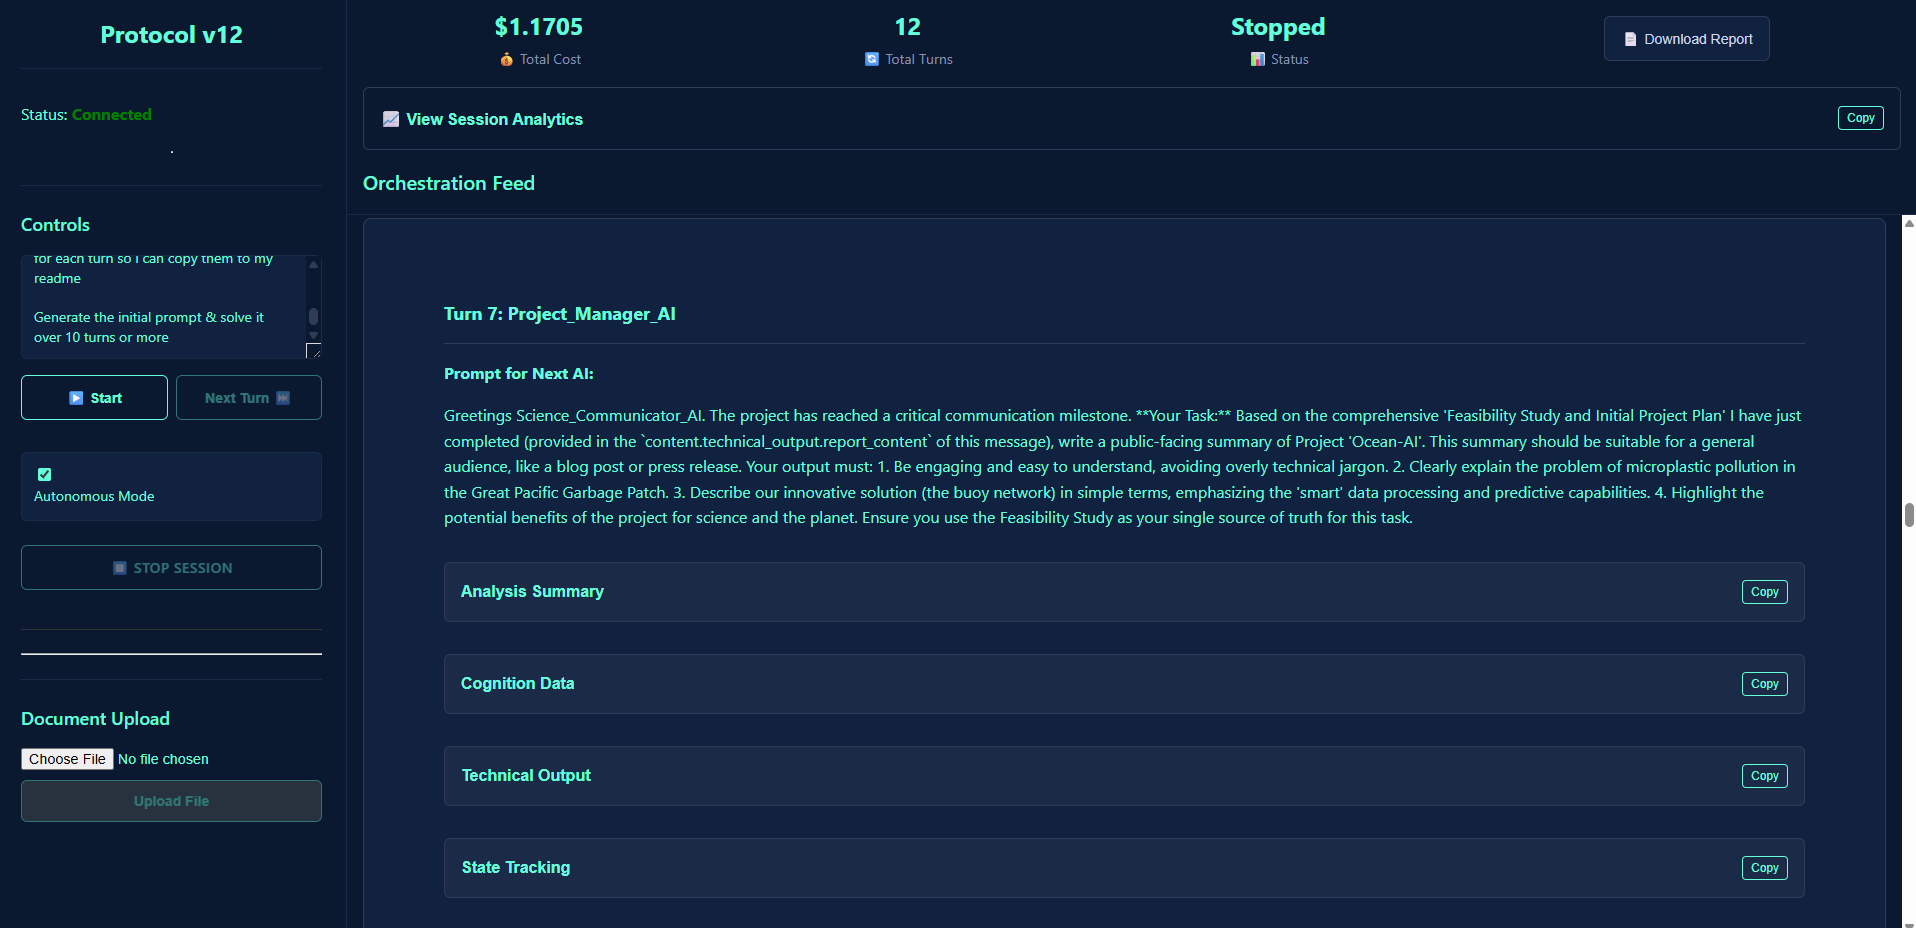 Protocol v12
Status: Connected
.
Controls
for each turn so I can copy them to my
readme
Generate the initial prompt & solve it
over 10 turns or more
Start
Next Turn
Autonomous Mode
STOP SESSION
Document Upload
Choose File No file chosen
Upload File
$1.1705
Total Cost
12
Total Turns
Stopped
Status
Download Report
View Session Analytics
Copy
Orchestration Feed
Turn 7: Project_Manager_AI
Prompt for Next AI:
Greetings Science_Communicator_AI. The project has reached a critical communication milestone. **Your Task:** Based on the comprehensive 'Feasibility Study and Initial Project Plan' I have just
completed (provided in the `content.technical_output.report_content` of this message), write a public-facing summary of Project 'Ocean-AI'. This summary should be suitable for a general
audience, like a blog post or press release. Your output must: 1. Be engaging and easy to understand, avoiding overly technical jargon. 2. Clearly explain the problem of microplastic pollution in
the Great Pacific Garbage Patch. 3. Describe our innovative solution (the buoy network) in simple terms, emphasizing the 'smart' data processing and predictive capabilities. 4. Highlight the
potential benefits of the project for science and the planet. Ensure you use the Feasibility Study as your single source of truth for this task.
Analysis Summary
Copy
Cognition Data
Copy
Technical Output
Copy
State Tracking
Copy